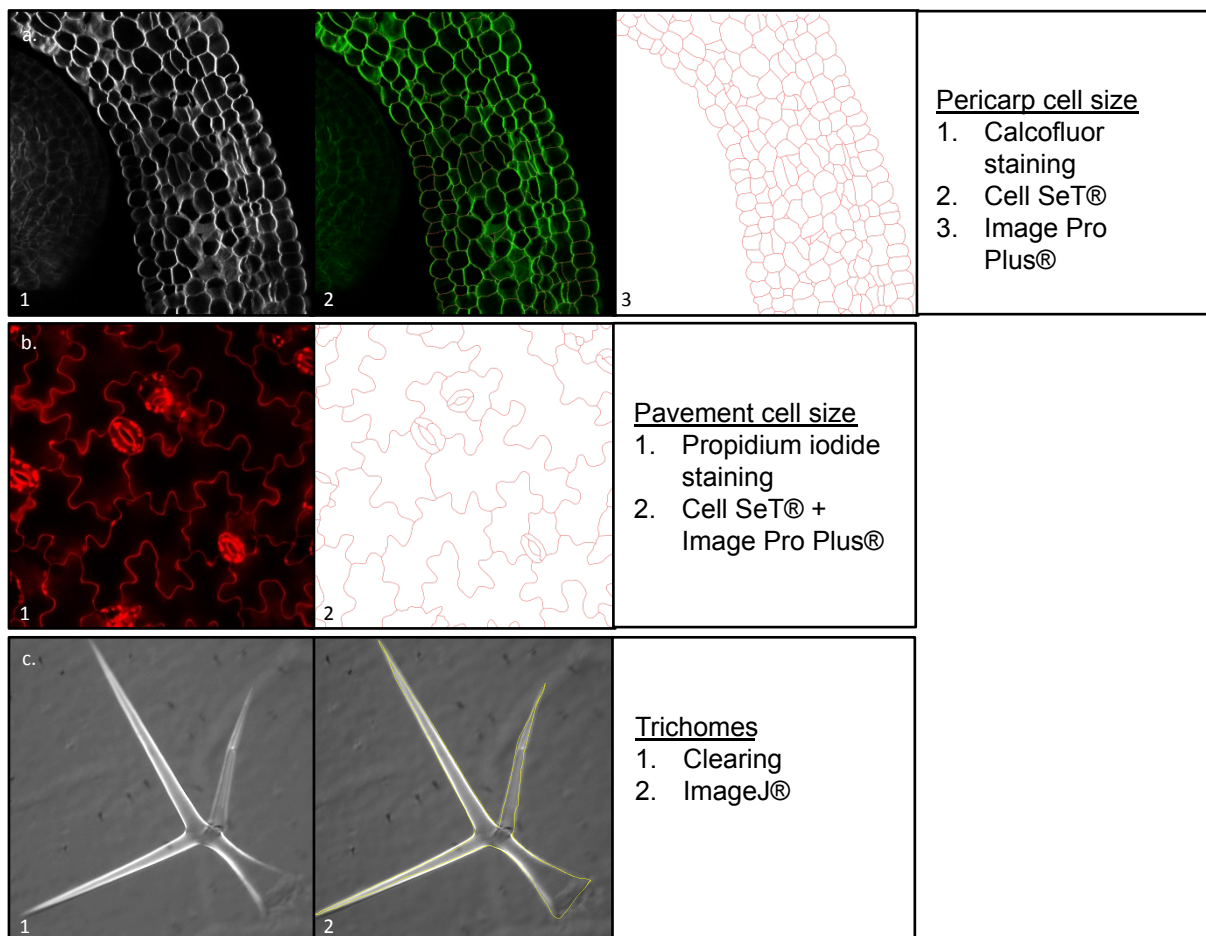 a.
1
2
3
Pericarp cell size
1. Calcofluor
staining
2. Cell SeT®
3. Image Pro
Plus®
b.
1
2
Pavement cell size
1. Propidium iodide
staining
2. Cell SeT® +
Image Pro Plus®
c.
1
2
Trichomes
1. Clearing
2. ImageJ®